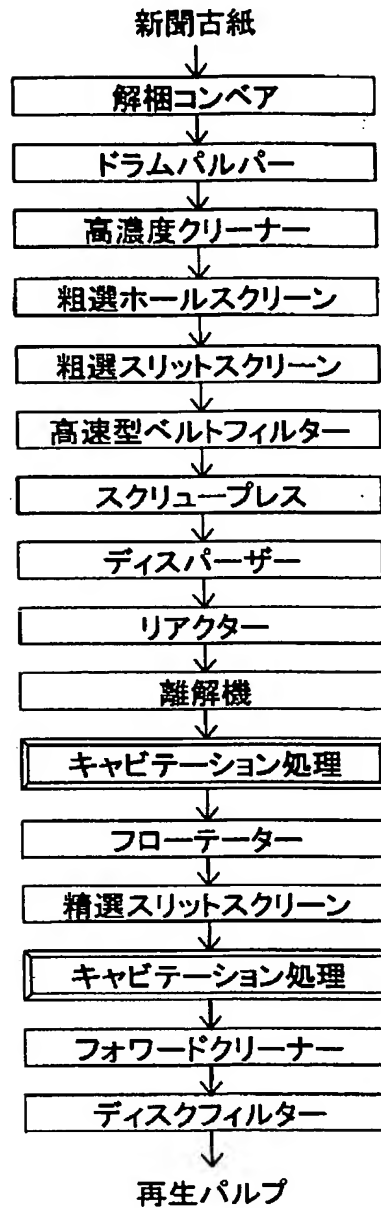 新聞古紙
解梱コンベア
ドラムパルパー
高濃度クリーナー
粗選ホールスクリーン
粗選スリットスクリーン
高速型ベルトフィルター
スクリュープレス
ディスパーザー
リアクター
離解機
キャビテーション処理
フローテーター
精選スリットスクリーン
キャビテーション処理
フォワードクリーナー
ディスクフィルター
再生パルプ